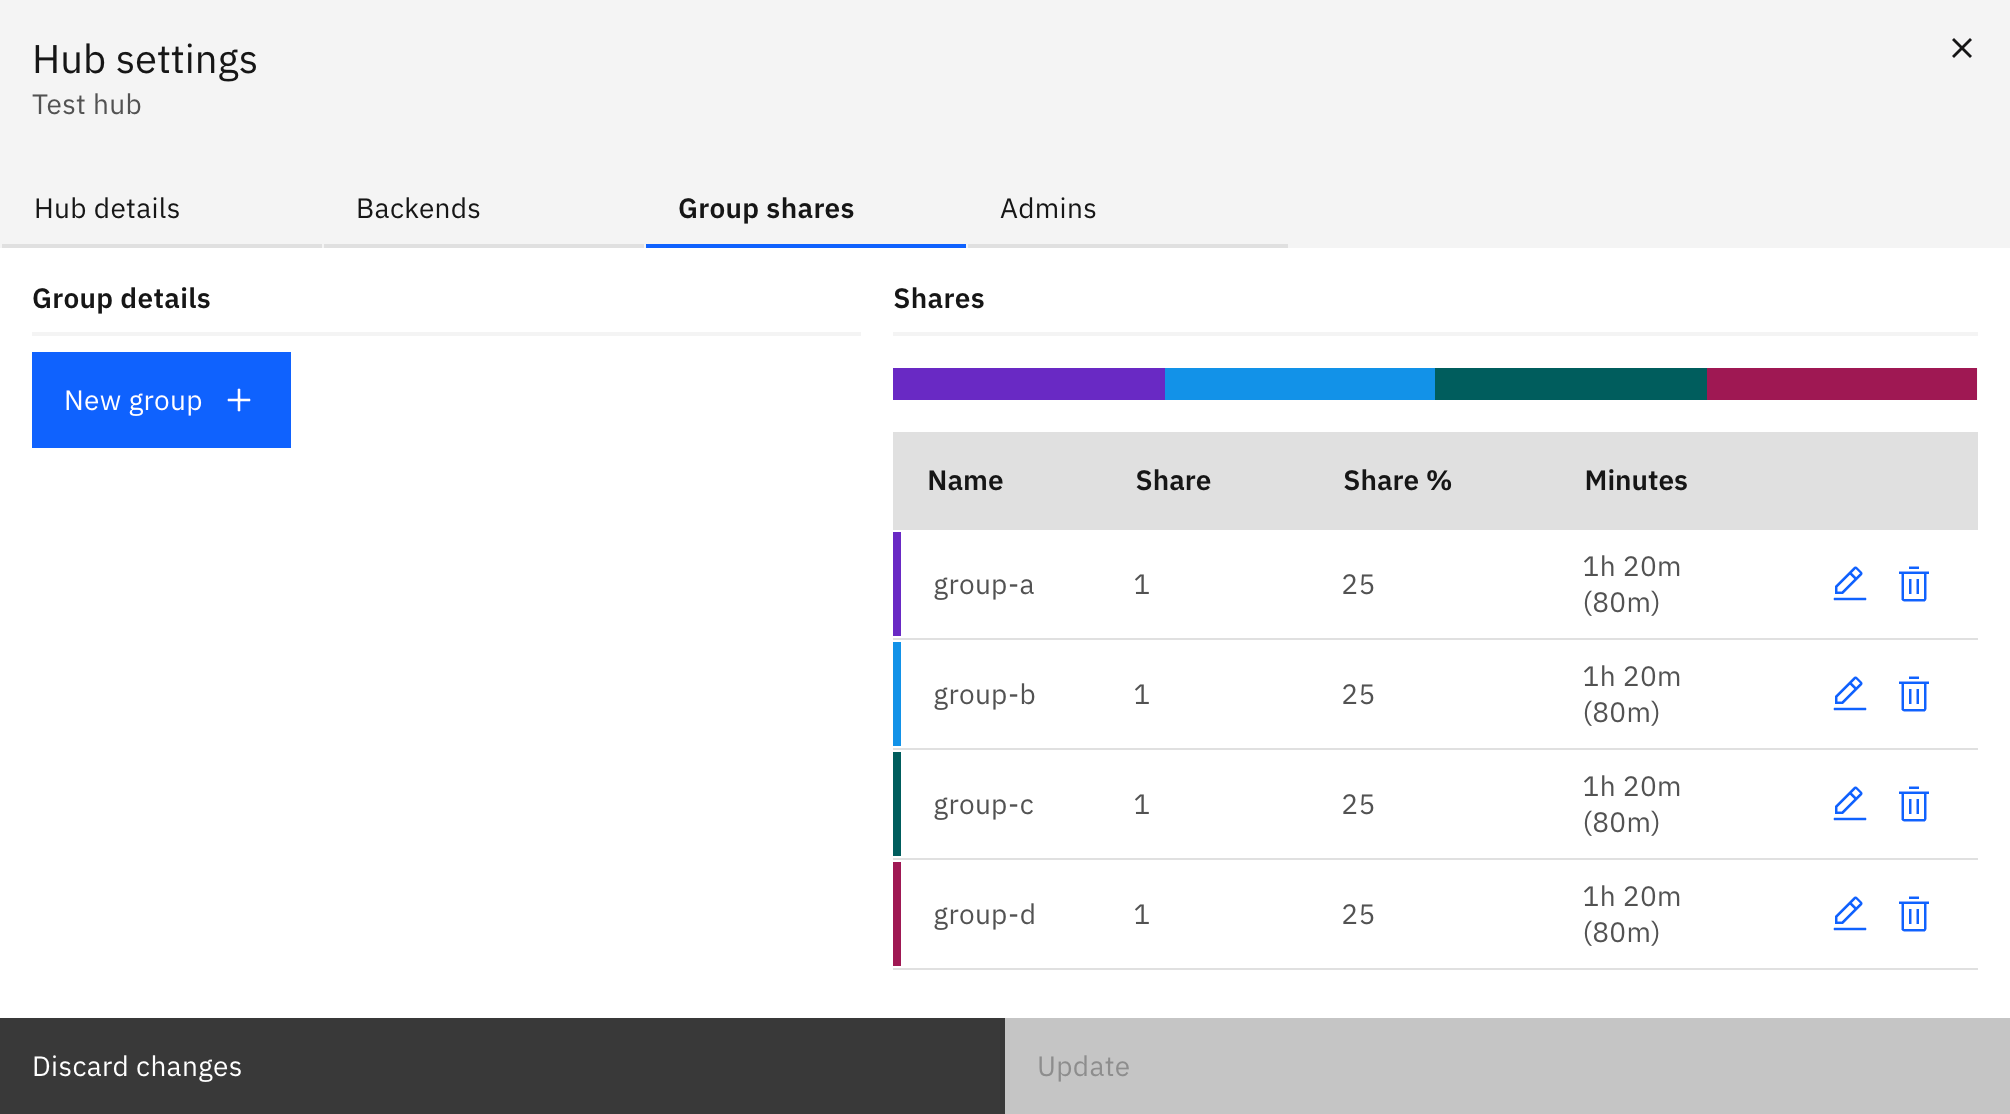 Hub settings
Test hub
Hub details Backends Group shares Admins
Group details
New group
Shares
Name Share Share % Minutes
group-a 1 25 1h 20m
(80m)
group-b 1 25 1h 20m
(80m)
group-c 1 25 1h 20m
(80m)
group-d 1 25 1h 20m
(80m)
Discard changes Update